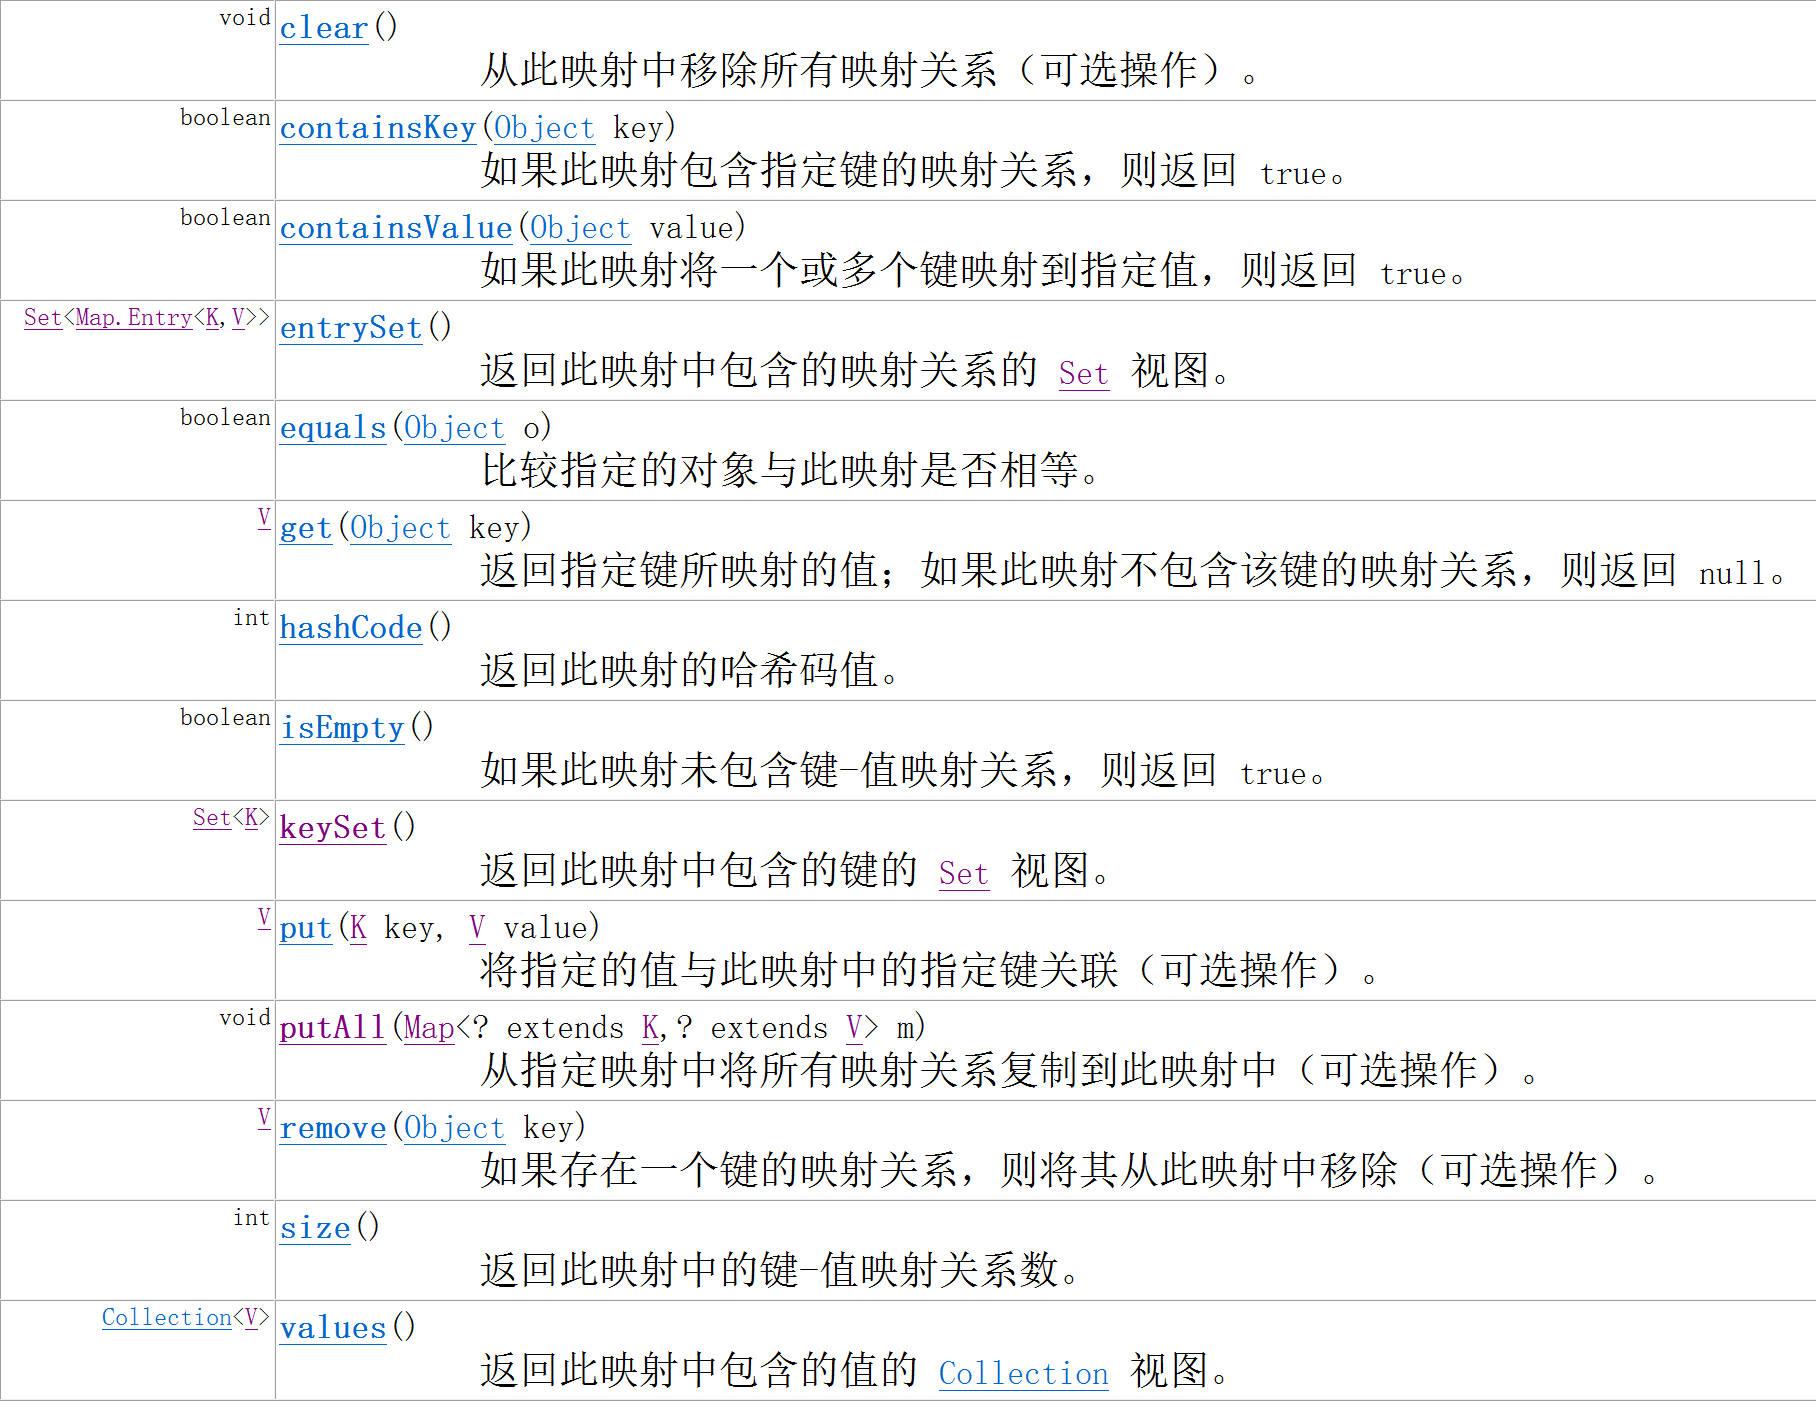 void clear()
从此映射中移除所有映射关系（可选操作）。
boolean containsKey(Object key)
如果此映射包含指定键的映射关系，则返回 true。
boolean containsValue(Object value)
如果此映射将一个或多个键映射到指定值，则返回 true。
Set<Map.Entry<K,V>> entrySet()
返回此映射中包含的映射关系的 Set 视图。
boolean equals(Object o)
比较指定的对象与此映射是否相等。
V get(Object key)
返回指定键所映射的值；如果此映射不包含该键的映射关系，则返回 null。
int hashCode()
返回此映射的哈希码值。
boolean isEmpty()
如果此映射未包含键-值映射关系，则返回 true。
Set<K> keySet()
返回此映射中包含的键的 Set 视图。
V put(K key, V value)
将指定的值与此映射中的指定键关联（可选操作）。
void putAll(Map<? extends K,? extends V> m)
从指定映射中将所有映射关系复制到此映射中（可选操作）。
V remove(Object key)
如果存在一个键的映射关系，则将其从此映射中移除（可选操作）。
int size()
返回此映射中的键-值映射关系数。
Collection<V> values()
返回此映射中包含的值的 Collection 视图。